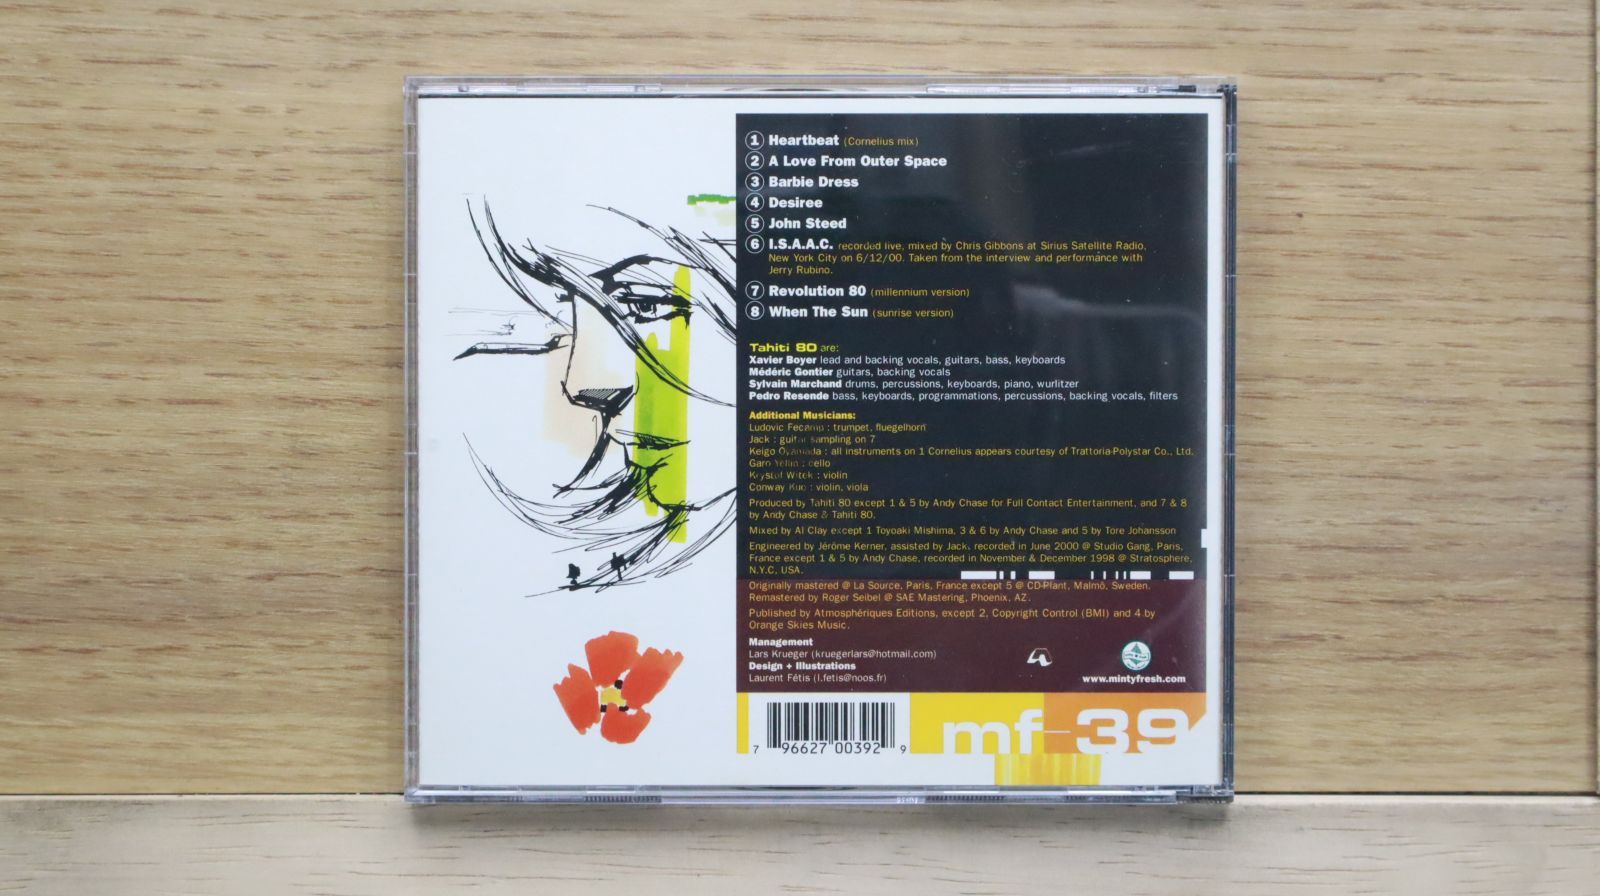 1 Heartbeat (Cornelius mix)
2 A Love From Outer Space
3 Barbie Dress
4 Desiree
5 John Steed
6 I.S.A.A.C. recorded live, mixed by Chris Gibbons at Sirius Satellite Radio,
New York City on 6/12/00. Taken from the interview and performance with
Jerry Rubino.
7 Revolution 80 (millennium version)
8 When The Sun (sunrise version)
Tahiti 80 are:
Xavier Boyer lead and backing vocals, guitars, bass, keyboards
Médéric Gontier guitars, backing vocals
Sylvain Marchand drums, percussions, keyboards, piano, wurlitzer
Pedro Resende bass, keyboards, programmations, percussions, backing vocals, filters
Additional Musicians:
Ludovic Fecamp : trumpet, fluegelhorn
Jack : guitar sampling on 7
Keigo Oyamada : all instruments on 1 Cornelius appears courtesy of Trattoria-Polystar Co., Ltd.
Garo Yellin : cello
Krystof Witek : violin
Conway Kuo : violin, viola
Produced by Tahiti 80 except 1 & 5 by Andy Chase for Full Contact Entertainment, and 7 & 8
by Andy Chase & Tahiti 80.
Mixed by Al Clay except 1 Toyoaki Mishima, 3 & 6 by Andy Chase and 5 by Tore Johansson
Engineered by Jérôme Kerner, assisted by Jack, recorded in June 2000 @ Studio Gang, Paris,
France except 1 & 5 by Andy Chase, recorded in November & December 1998 @ Stratosphere,
N.Y.C, USA.
Originally mastered @ La Source, Paris, France except 5 @ CD-Plant, Malmö, Sweden.
Remastered by Roger Seibel @ SAE Mastering, Phoenix, AZ.
Published by Atmosphériques Editions, except 2, Copyright Control (BMI) and 4 by
Orange Skies Music.
Management
Lars Krueger (kruegerlars@hotmail.com)
Design + Illustrations
Laurent Fétis (l.fetis@noos.fr)
www.mintyfresh.com
mf-39
7 96627 00392 9